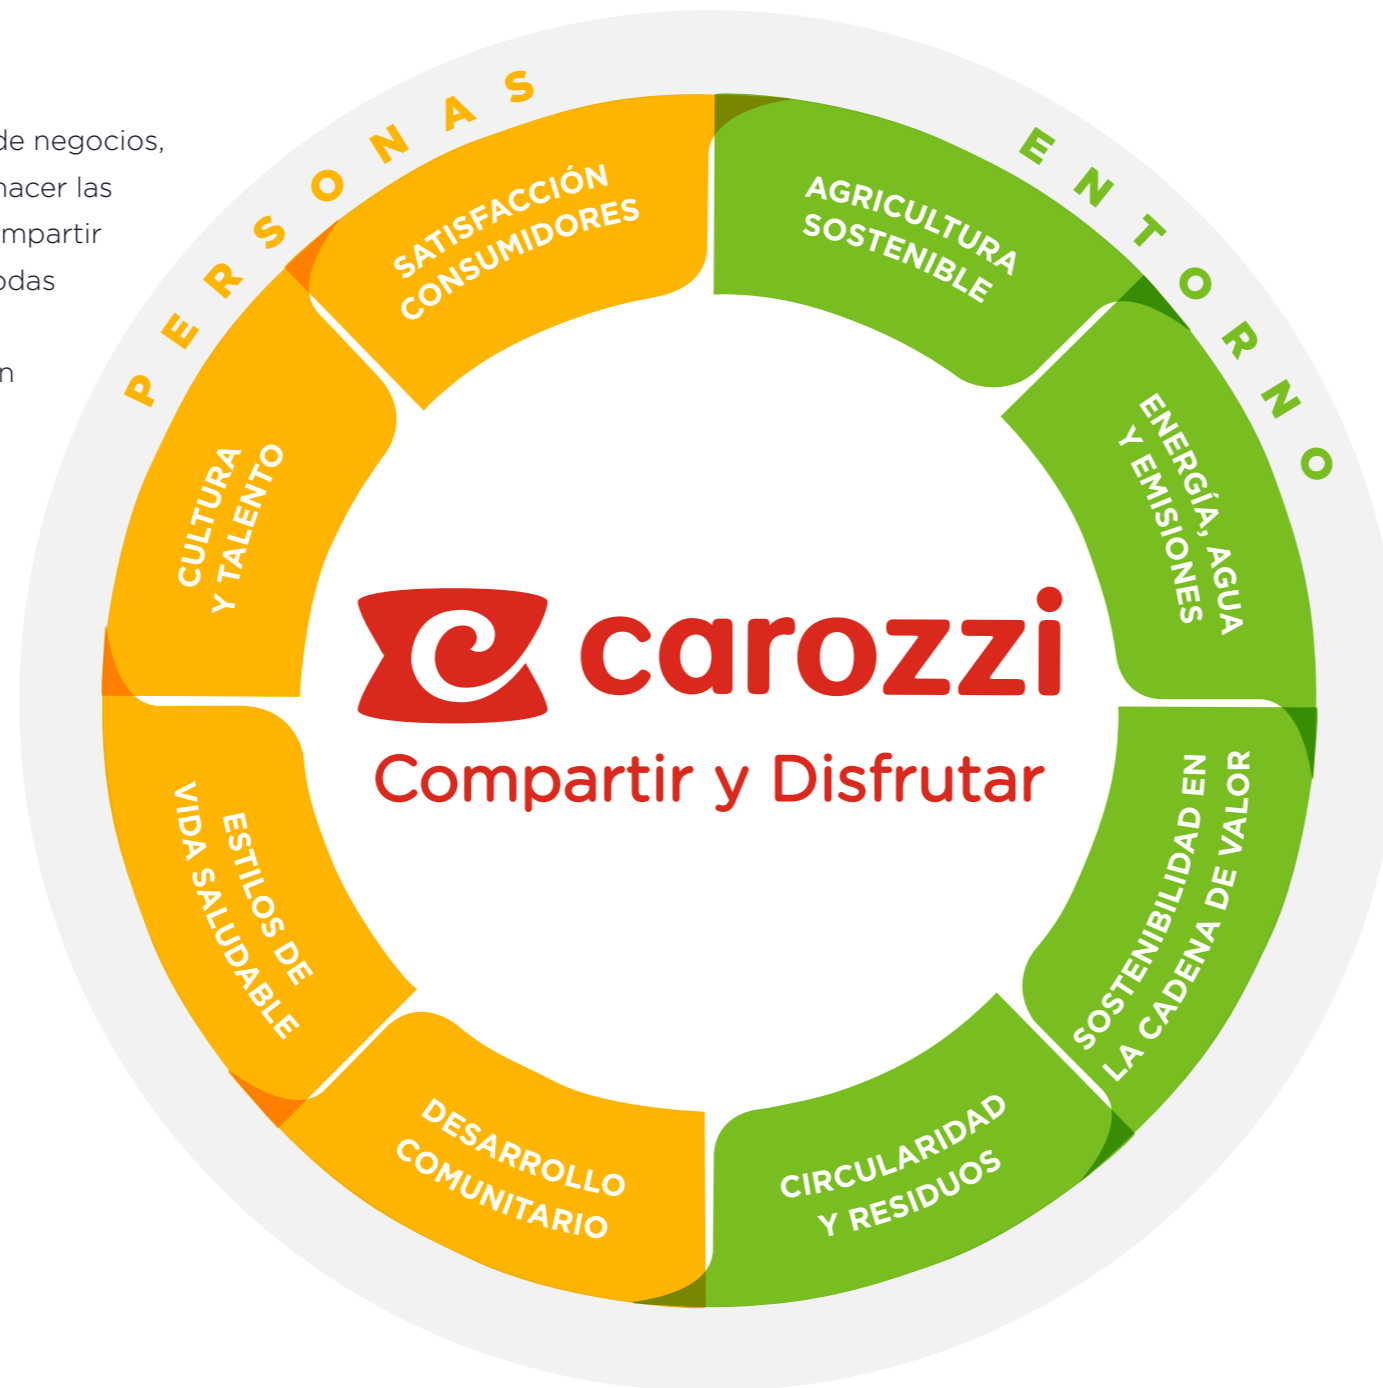 de negocios,
hacer las
mpartir
odas
n
PERSONAS
ENTORNO
SATISFACCIÓN
CONSUMIDORES
AGRICULTURA
SOSTENIBLE
CULTURA
Y TALENTO
ENERGÍA, AGUA
Y EMISIONES
carozzi
Compartir y Disfrutar
ESTILOS DE
VIDA SALUDABLE
SOSTENIBILIDAD EN
LA CADENA DE VALOR
DESARROLLO
COMUNITARIO
CIRCULARIDAD
Y RESIDUOS